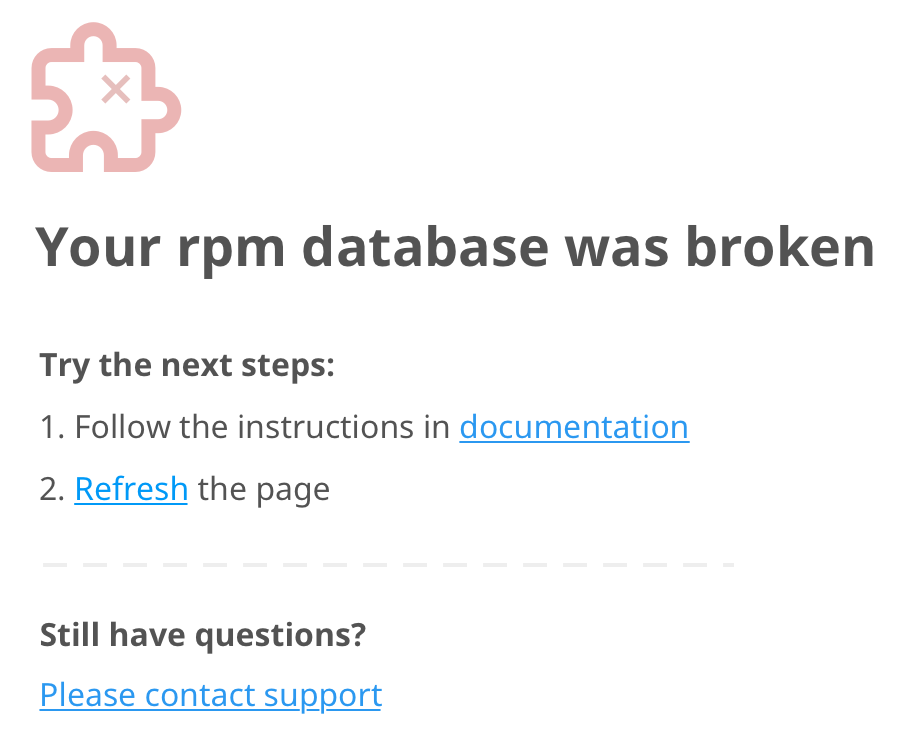 Your rpm database was broken
Try the next steps:
1. Follow the instructions in documentation
2. Refresh the page
Still have questions?
Please contact support